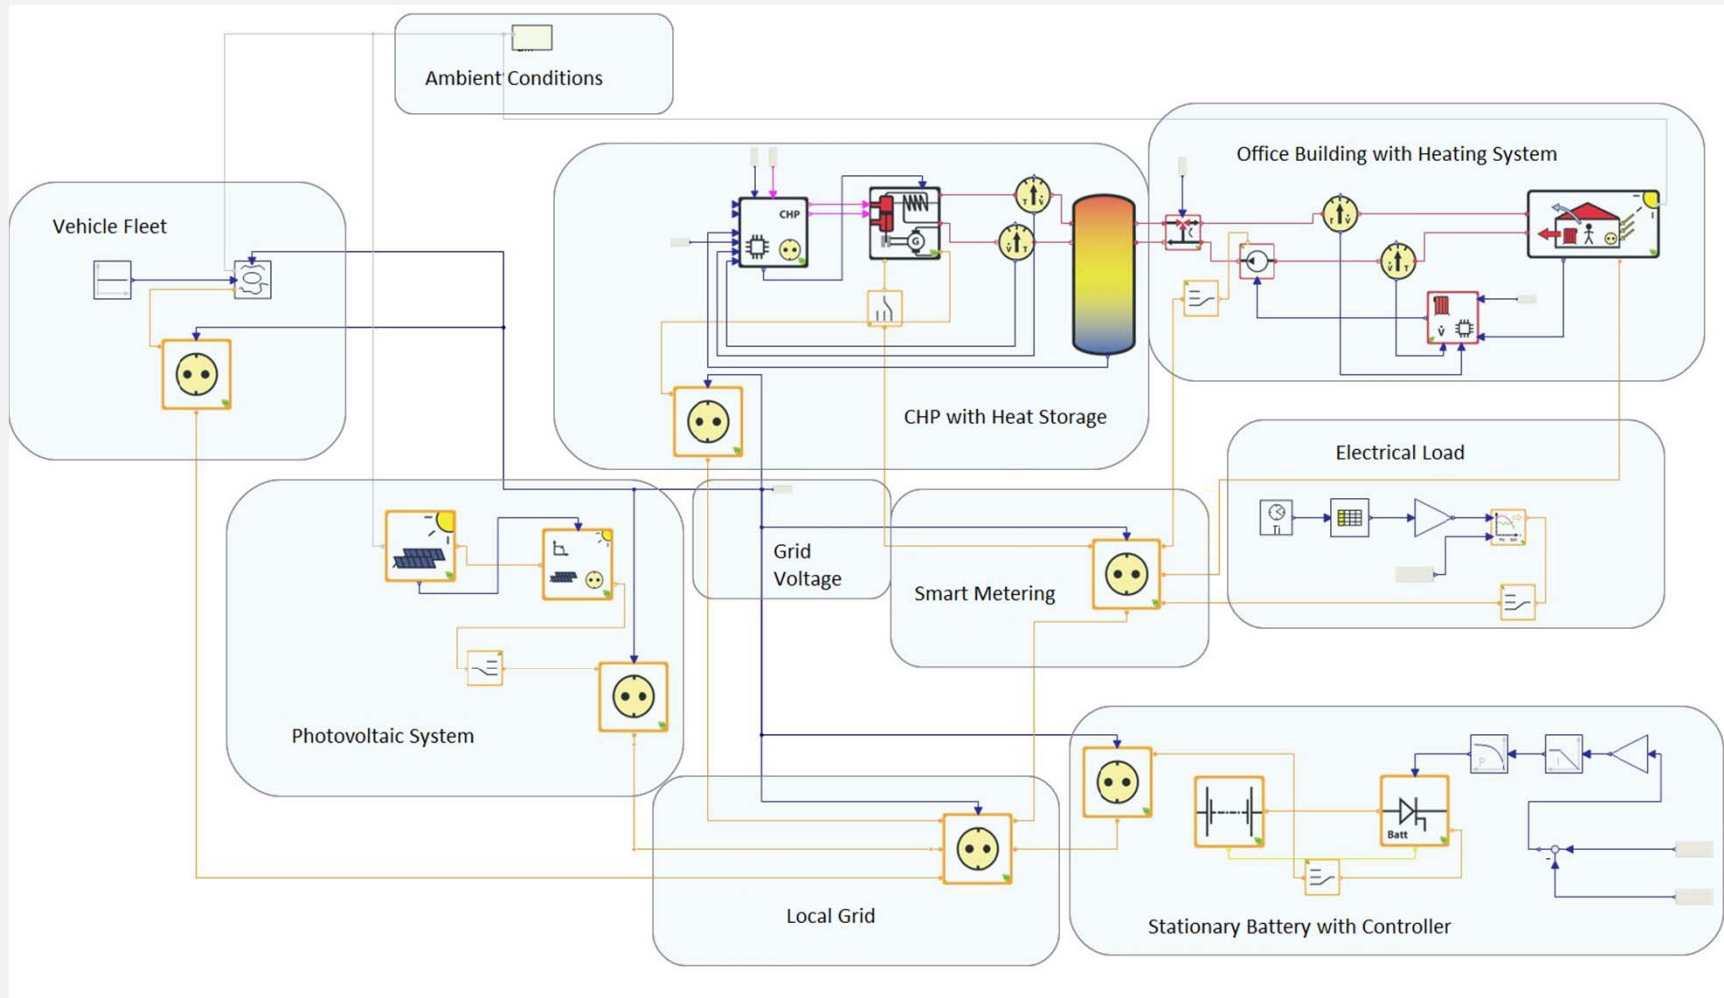 Ambient Conditions
Office Building with Heating System
Vehicle Fleet
CHP
G
CHP with Heat Storage
Electrical Load
Grid
Voltage
Smart Metering
Photovoltaic System
Batt
Local Grid
Stationary Battery with Controller